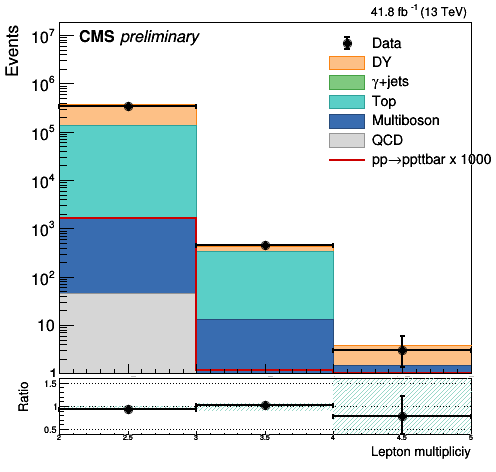 41.8 fb⁻¹ (13 TeV)
Events
CMS preliminary
Data
DY
γ+jets
Top
Multiboson
QCD
pp→ppttbar x 1000
10⁷
10⁶
10⁵
10⁴
10³
10²
10
1
Ratio
1.5
1
0.5
2 2.5 3 3.5 4 4.5 5
Lepton multipliciy